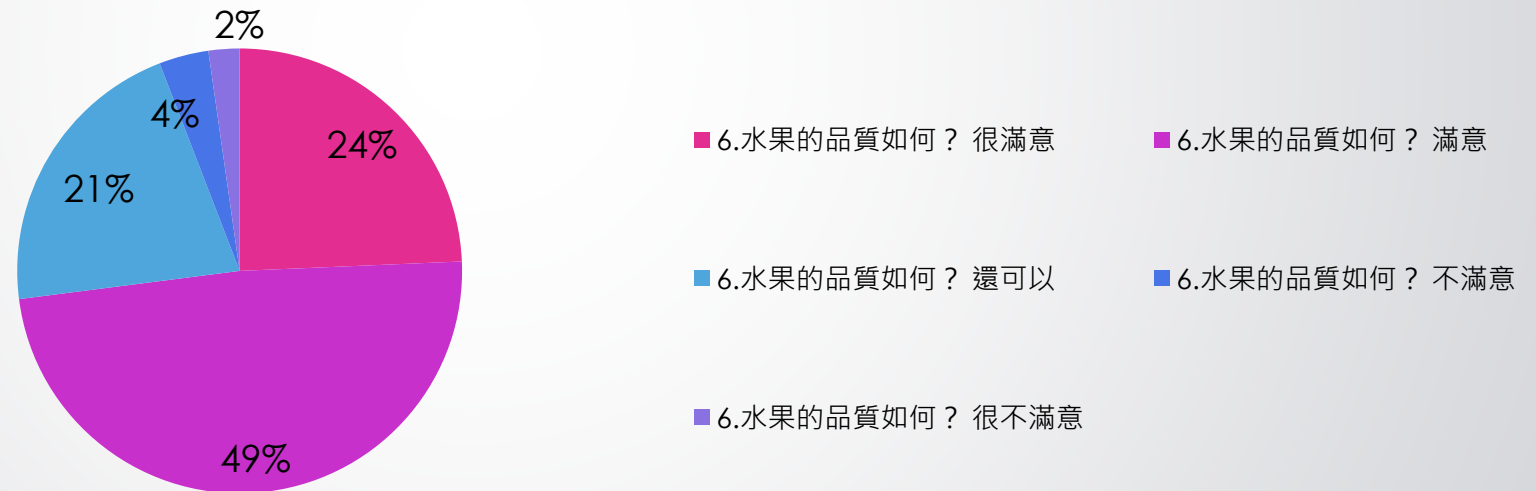 2%
4%
24%
21%
49%
6.水果的品質如何？ 很滿意
6.水果的品質如何？ 滿意
6.水果的品質如何？ 還可以
6.水果的品質如何？ 不滿意
6.水果的品質如何？ 很不滿意